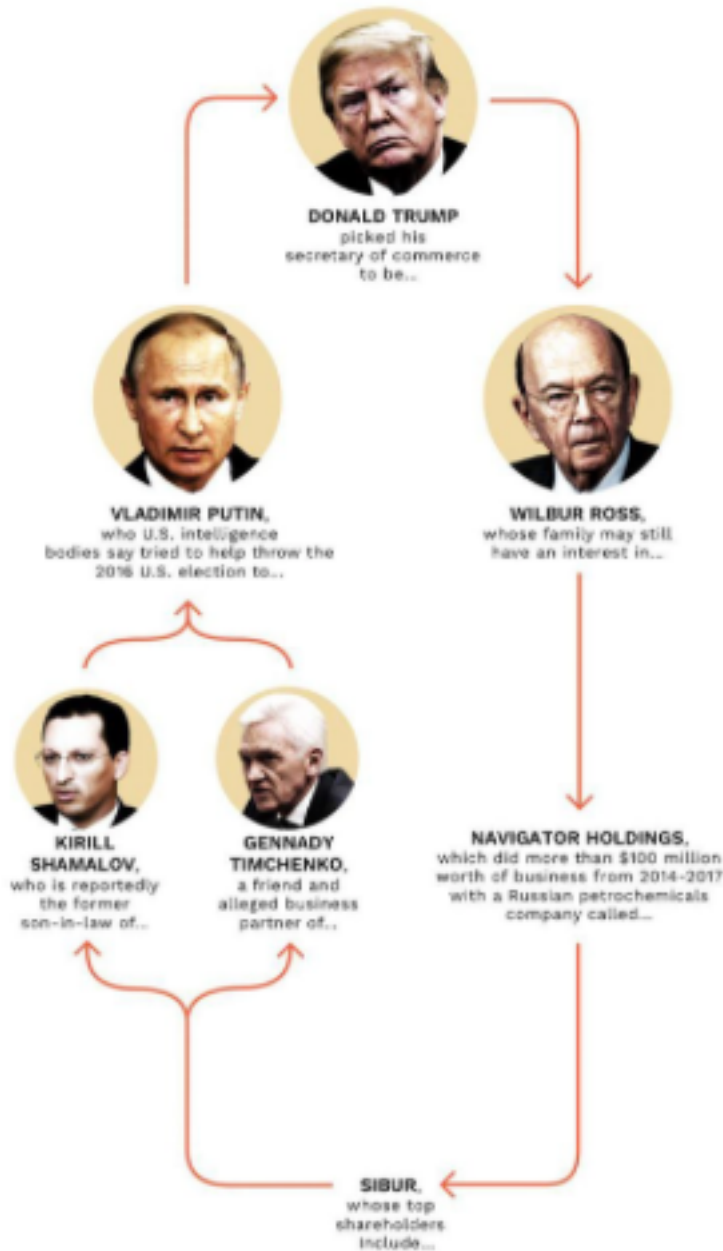 DONALD TRUMP
picked his
secretary of commerce
to be...
WILBUR ROSS,
whose family may still
have an interest in...
NAVIGATOR HOLDINGS,
which did more than $100 million
worth of business from 2014-2017
with a Russian petrochemicals
company called...
SIBUR,
whose top
shareholders
include...
KIRILL
SHAMALOV,
who is reportedly
the former
son-in-law of...
GENNADY
TIMCHENKO,
a friend and
alleged business
partner of...
VLADIMIR PUTIN,
who U.S. intelligence
bodies say tried to help throw the
2016 U.S. election to...